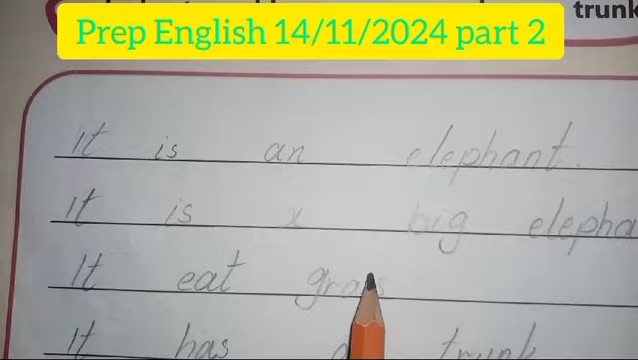 trunk
Prep English 14/11/2024 part 2
It is an elephant.
It is x big elepha
It eat grass
It has a trunk